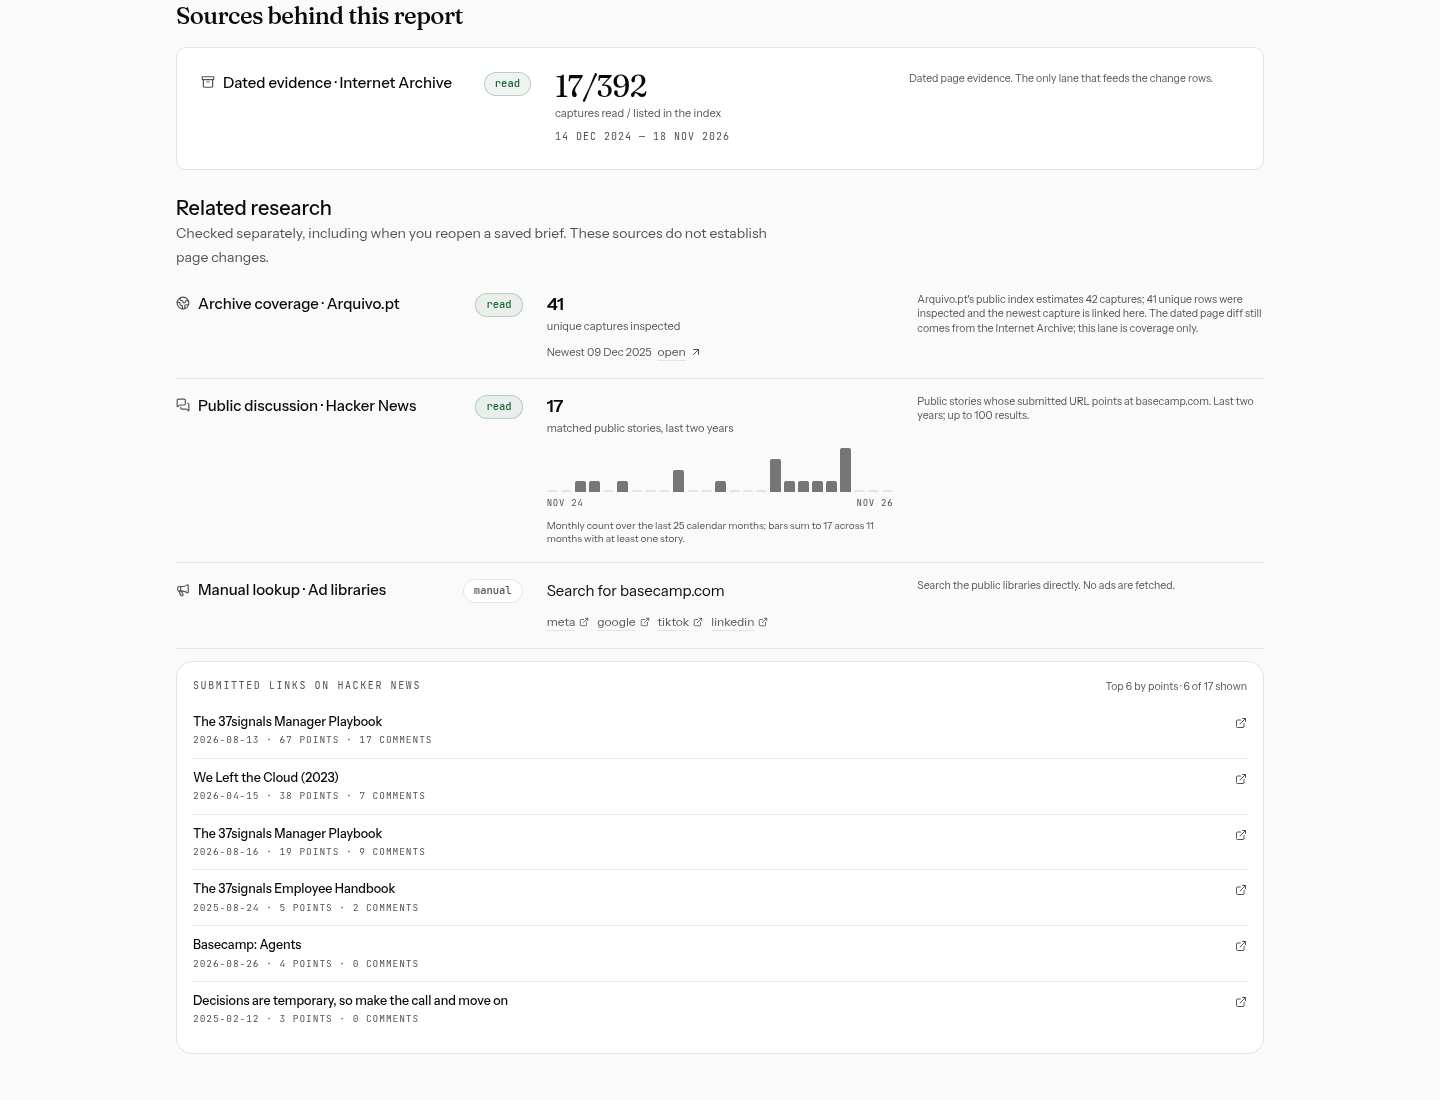 Sources behind this report
Dated evidence · Internet Archive
read
17/392
captures read / listed in the index
14 DEC 2024 — 18 NOV 2026
Dated page evidence. The only lane that feeds the change rows.
Related research
Checked separately, including when you reopen a saved brief. These sources do not establish
page changes.
Archive coverage · Arquivo.pt
read
41
unique captures inspected
Newest 09 Dec 2025 open
Arquivo.pt's public index estimates 42 captures; 41 unique rows were
inspected and the newest capture is linked here. The dated page diff still
comes from the Internet Archive; this lane is coverage only.
Public discussion · Hacker News
read
17
matched public stories, last two years
NOV 24
NOV 26
Monthly count over the last 25 calendar months; bars sum to 17 across 11
months with at least one story.
Public stories whose submitted URL points at basecamp.com. Last two
years; up to 100 results.
Manual lookup · Ad libraries
manual
Search for basecamp.com
meta google tiktok linkedin
Search the public libraries directly. No ads are fetched.
SUBMITTED LINKS ON HACKER NEWS
Top 6 by points · 6 of 17 shown
The 37signals Manager Playbook
2026-08-13 · 67 POINTS · 17 COMMENTS
We Left the Cloud (2023)
2026-04-15 · 38 POINTS · 7 COMMENTS
The 37signals Manager Playbook
2026-08-16 · 19 POINTS · 9 COMMENTS
The 37signals Employee Handbook
2025-08-24 · 5 POINTS · 2 COMMENTS
Basecamp: Agents
2026-08-26 · 4 POINTS · 0 COMMENTS
Decisions are temporary, so make the call and move on
2025-02-12 · 3 POINTS · 0 COMMENTS